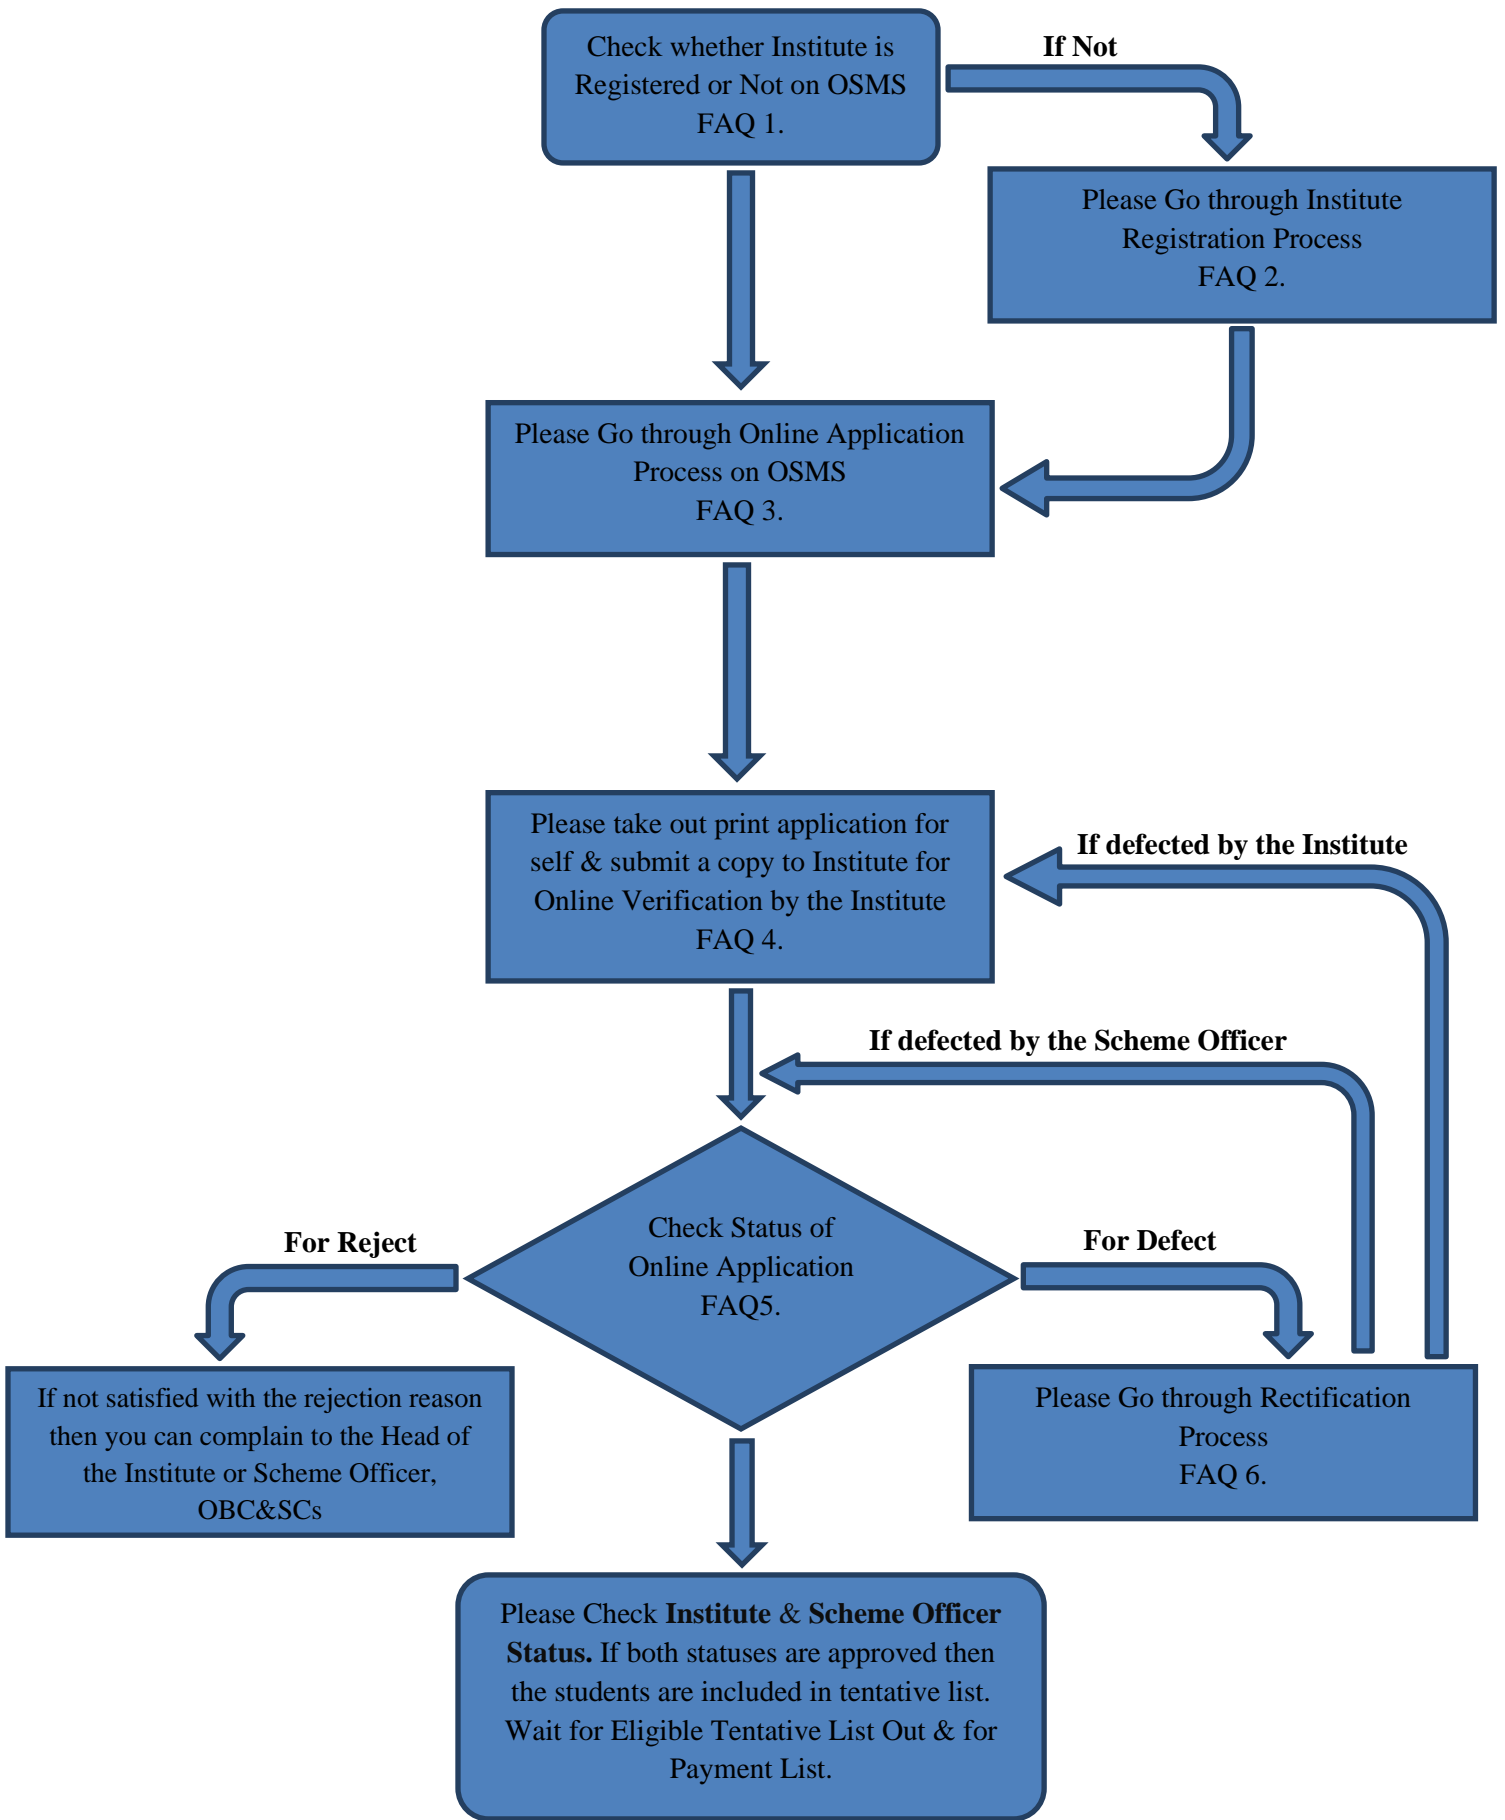 Check whether Institute is
Registered or Not on OSMS
FAQ 1.
If Not
Please Go through Institute
Registration Process
FAQ 2.
Please Go through Online Application
Process on OSMS
FAQ 3.
Please take out print application for
self & submit a copy to Institute for
Online Verification by the Institute
FAQ 4.
If defected by the Institute
If defected by the Scheme Officer
Check Status of
Online Application
FAQ5.
For Reject
For Defect
If not satisfied with the rejection reason
then you can complain to the Head of
the Institute or Scheme Officer,
OBC&SCs
Please Go through Rectification
Process
FAQ 6.
Please Check Institute & Scheme Officer
Status. If both statuses are approved then
the students are included in tentative list.
Wait for Eligible Tentative List Out & for
Payment List.